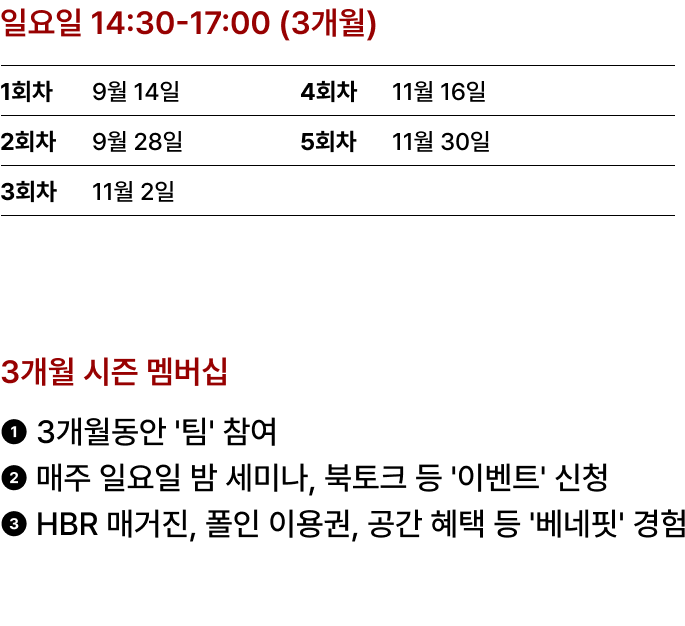 일요일 14:30-17:00 (3개월)
1회차 9월 14일 4회차 11월 16일
2회차 9월 28일 5회차 11월 30일
3회차 11월 2일
3개월 시즌 멤버십
❶ 3개월동안 '팀' 참여
❷ 매주 일요일 밤 세미나, 북토크 등 '이벤트' 신청
❸ HBR 매거진, 폴인 이용권, 공간 혜택 등 '베네핏' 경험